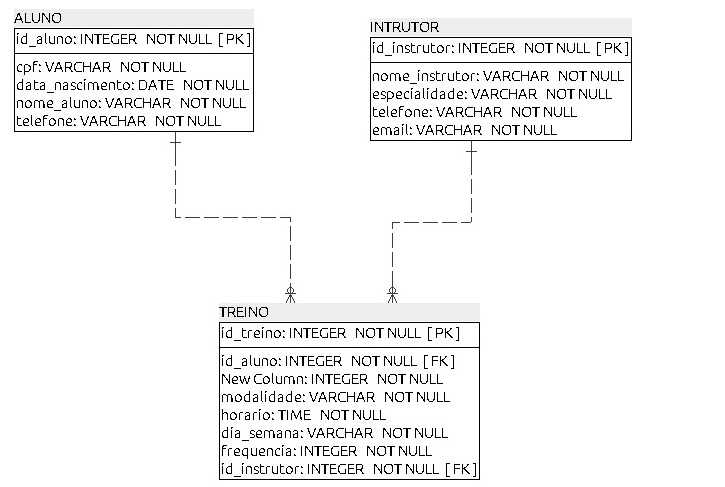 ALUNO
id_aluno: INTEGER NOT NULL [ PK ]
cpf: VARCHAR NOT NULL
data_nascimento: DATE NOT NULL
nome_aluno: VARCHAR NOT NULL
telefone: VARCHAR NOT NULL
INTRUTOR
id_instrutor: INTEGER NOT NULL [ PK ]
nome_instrutor: VARCHAR NOT NULL
especialidade: VARCHAR NOT NULL
telefone: VARCHAR NOT NULL
email: VARCHAR NOT NULL
TREINO
id_treino: INTEGER NOT NULL [ PK ]
id_aluno: INTEGER NOT NULL [ FK ]
New Column: INTEGER NOT NULL
modalidade: VARCHAR NOT NULL
horario: TIME NOT NULL
dia_semana: VARCHAR NOT NULL
frequencia: INTEGER NOT NULL
id_instrutor: INTEGER NOT NULL [ FK ]